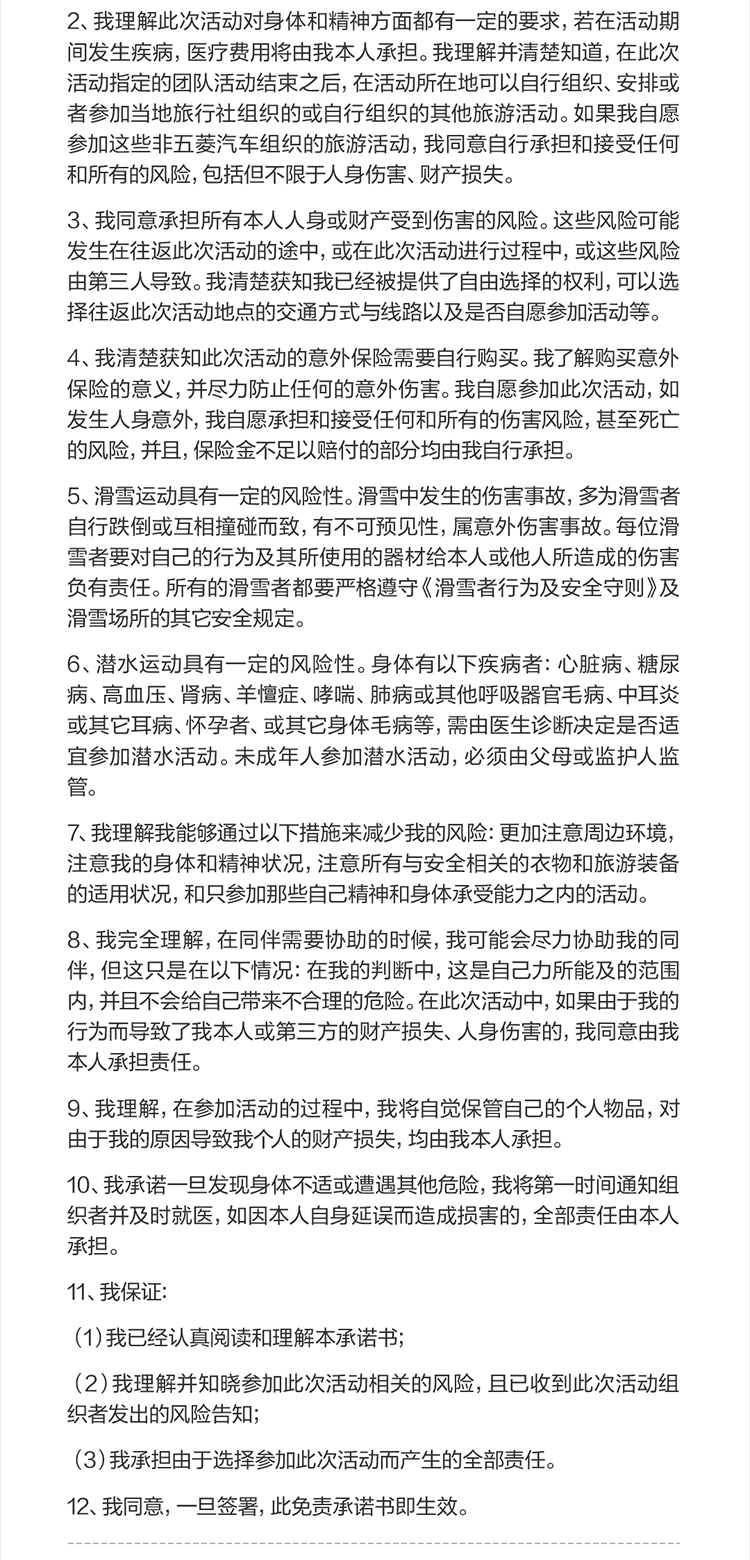 2、我理解此次活动对身体和精神方面都有一定的要求，若在活动期
间发生疾病，医疗费用将由我本人承担。我理解并清楚知道，在此次
活动指定的团队活动结束之后，在活动所在地可以自行组织、安排或
者参加当地旅行社组织的或自行组织的其他旅游活动。如果我自愿
参加这些非五菱汽车组织的旅游活动，我同意自行承担和接受任何
和所有的风险，包括但不限于人身伤害、财产损失。
3、我同意承担所有本人人身或财产受到伤害的风险。这些风险可能
发生在往返此次活动的途中，或在此次活动进行过程中，或这些风险
由第三人导致。我清楚获知我已经被提供了自由选择的权利，可以选
择往返此次活动地点的交通方式与线路以及是否自愿参加活动等。
4、我清楚获知此次活动的意外保险需要自行购买。我了解购买意外
保险的意义，并尽力防止任何的意外伤害。我自愿参加此次活动，如
发生人身意外，我自愿承担和接受任何和所有的伤害风险，甚至死亡
的风险，并且，保险金不足以赔付的部分均由我自行承担。
5、滑雪运动具有一定的风险性。滑雪中发生的伤害事故，多为滑雪者
自行跌倒或互相撞碰而致，有不可预见性，属意外伤害事故。每位滑
雪者要对自己的行为及其所使用的器材给本人或他人所造成的伤害
负有责任。所有的滑雪者都要严格遵守《滑雪者行为及安全守则》及
滑雪场所的其它安全规定。
6、潜水运动具有一定的风险性。身体有以下疾病者：心脏病、糖尿
病、高血压、肾病、羊懎症、哮喘、肺病或其他呼吸器官毛病、中耳炎
或其它耳病、怀孕者、或其它身体毛病等，需由医生诊断决定是否适
宜参加潜水活动。未成年人参加潜水活动，必须由父母或监护人监
管。
7、我理解我能够通过以下措施来减少我的风险：更加注意周边环境，
注意我的身体和精神状况，注意所有与安全相关的衣物和旅游装备
的适用状况，和只参加那些自己精神和身体承受能力之内的活动。
8、我完全理解，在同伴需要协助的时候，我可能会尽力协助我的同
伴，但这只是在以下情况：在我的判断中，这是自己力所能及的范围
内，并且不会给自己带来不合理的危险。在此次活动中，如果由于我的
行为而导致了我本人或第三方的财产损失、人身伤害的，我同意由我
本人承担责任。
9、我理解，在参加活动的过程中，我将自觉保管自己的个人物品，对
由于我的原因导致我个人的财产损失，均由我本人承担。
10、我承诺一旦发现身体不适或遭遇其他危险，我将第一时间通知组
织者并及时就医，如因本人自身延误而造成损害的，全部责任由本人
承担。
11、我保证：
（1）我已经认真阅读和理解本承诺书；
（2）我理解并知晓参加此次活动相关的风险，且已收到此次活动组
织者发出的风险告知；
（3）我承担由于选择参加此次活动而产生的全部责任。
12、我同意，一旦签署，此免责承诺书即生效。